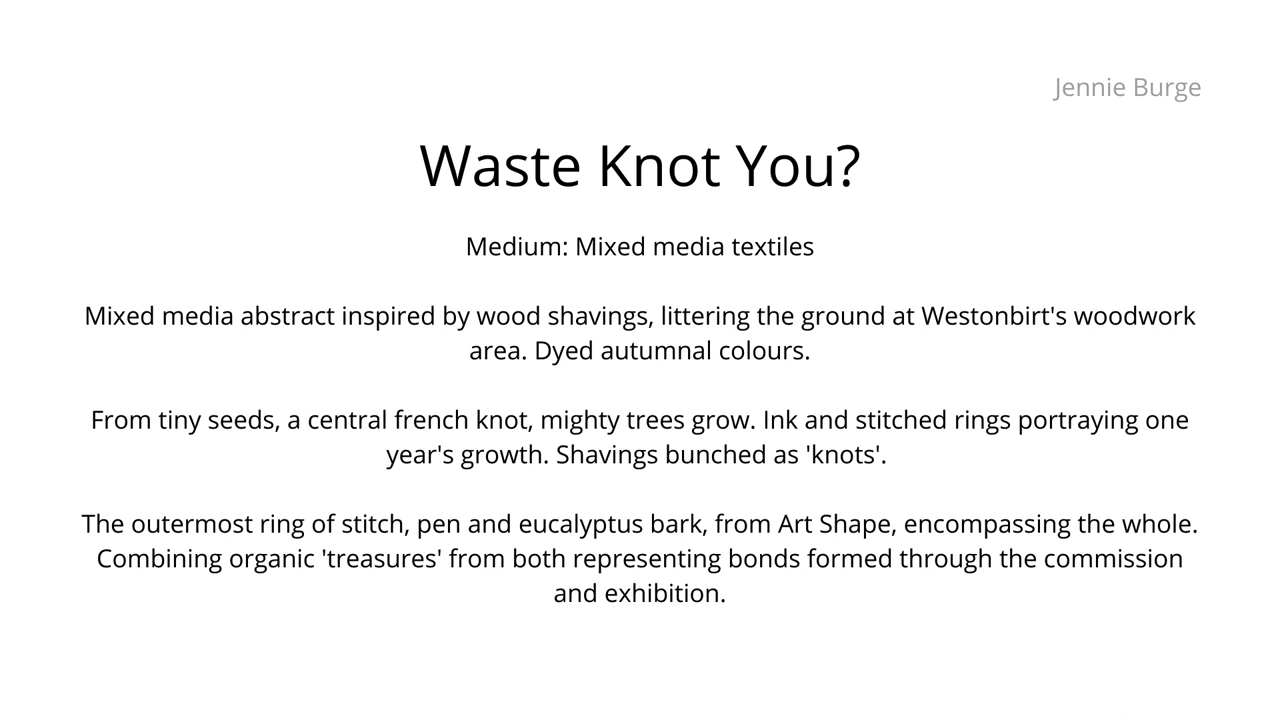 Jennie Burge
Waste Knot You?
Medium: Mixed media textiles
Mixed media abstract inspired by wood shavings, littering the ground at Westonbirt's woodwork
area. Dyed autumnal colours.
From tiny seeds, a central french knot, mighty trees grow. Ink and stitched rings portraying one
year's growth. Shavings bunched as 'knots'.
The outermost ring of stitch, pen and eucalyptus bark, from Art Shape, encompassing the whole.
Combining organic 'treasures' from both representing bonds formed through the commission
and exhibition.